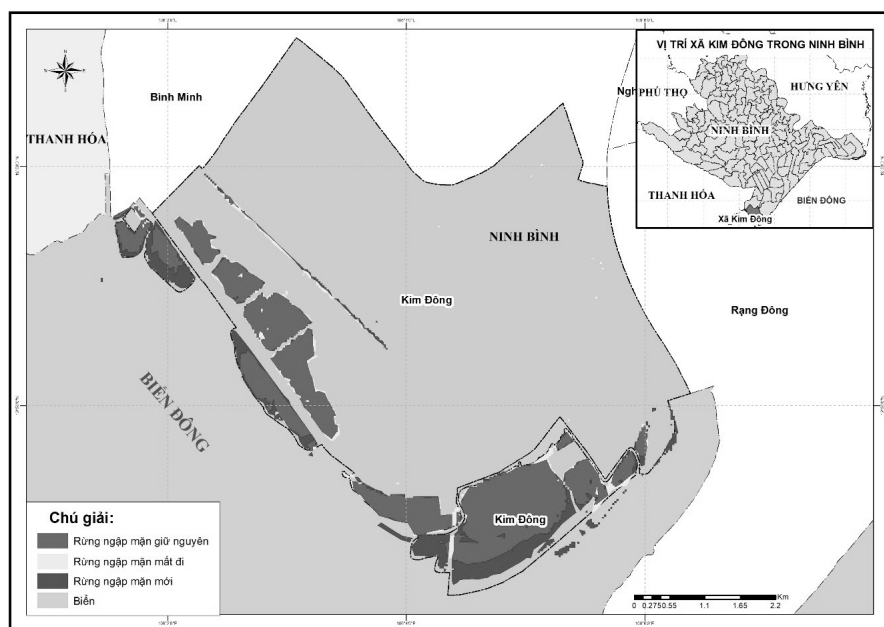 VỊ TRÍ XÃ KIM ĐÔNG TRONG NINH BÌNH
PHÚ THỌ
HƯNG YÊN
NINH BÌNH
THANH HÓA
BIỂN ĐÔNG
Xã Kim Đông
N
Bình Minh
Ngh
THANH HÓA
NINH BÌNH
Kim Đông
Rạng Đông
BIỂN ĐÔNG
Kim Đông
Chú giải:
Rừng ngập mặn giữ nguyên
Rừng ngập mặn mất đi
Rừng ngập mặn mới
Biển
Km
0 0.2750.55 1.1 1.65 2.2